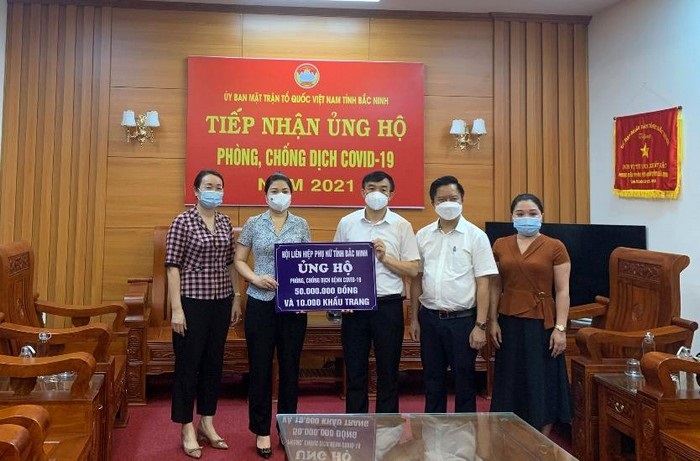 ỦY BAN MẶT TRẬN TỔ QUỐC VIỆT NAM TỈNH BẮC NINH
TIẾP NHẬN ỦNG HỘ
PHÒNG, CHỐNG DỊCH COVID-19
NĂM 2021
HỘI LIÊN HIỆP PHỤ NỮ TỈNH BẮC NINH
ỦNG HỘ
PHÒNG, CHỐNG DỊCH BỆNH COVID-19
50.000.000 ĐỒNG
VÀ 10.000 KHẨU TRANG